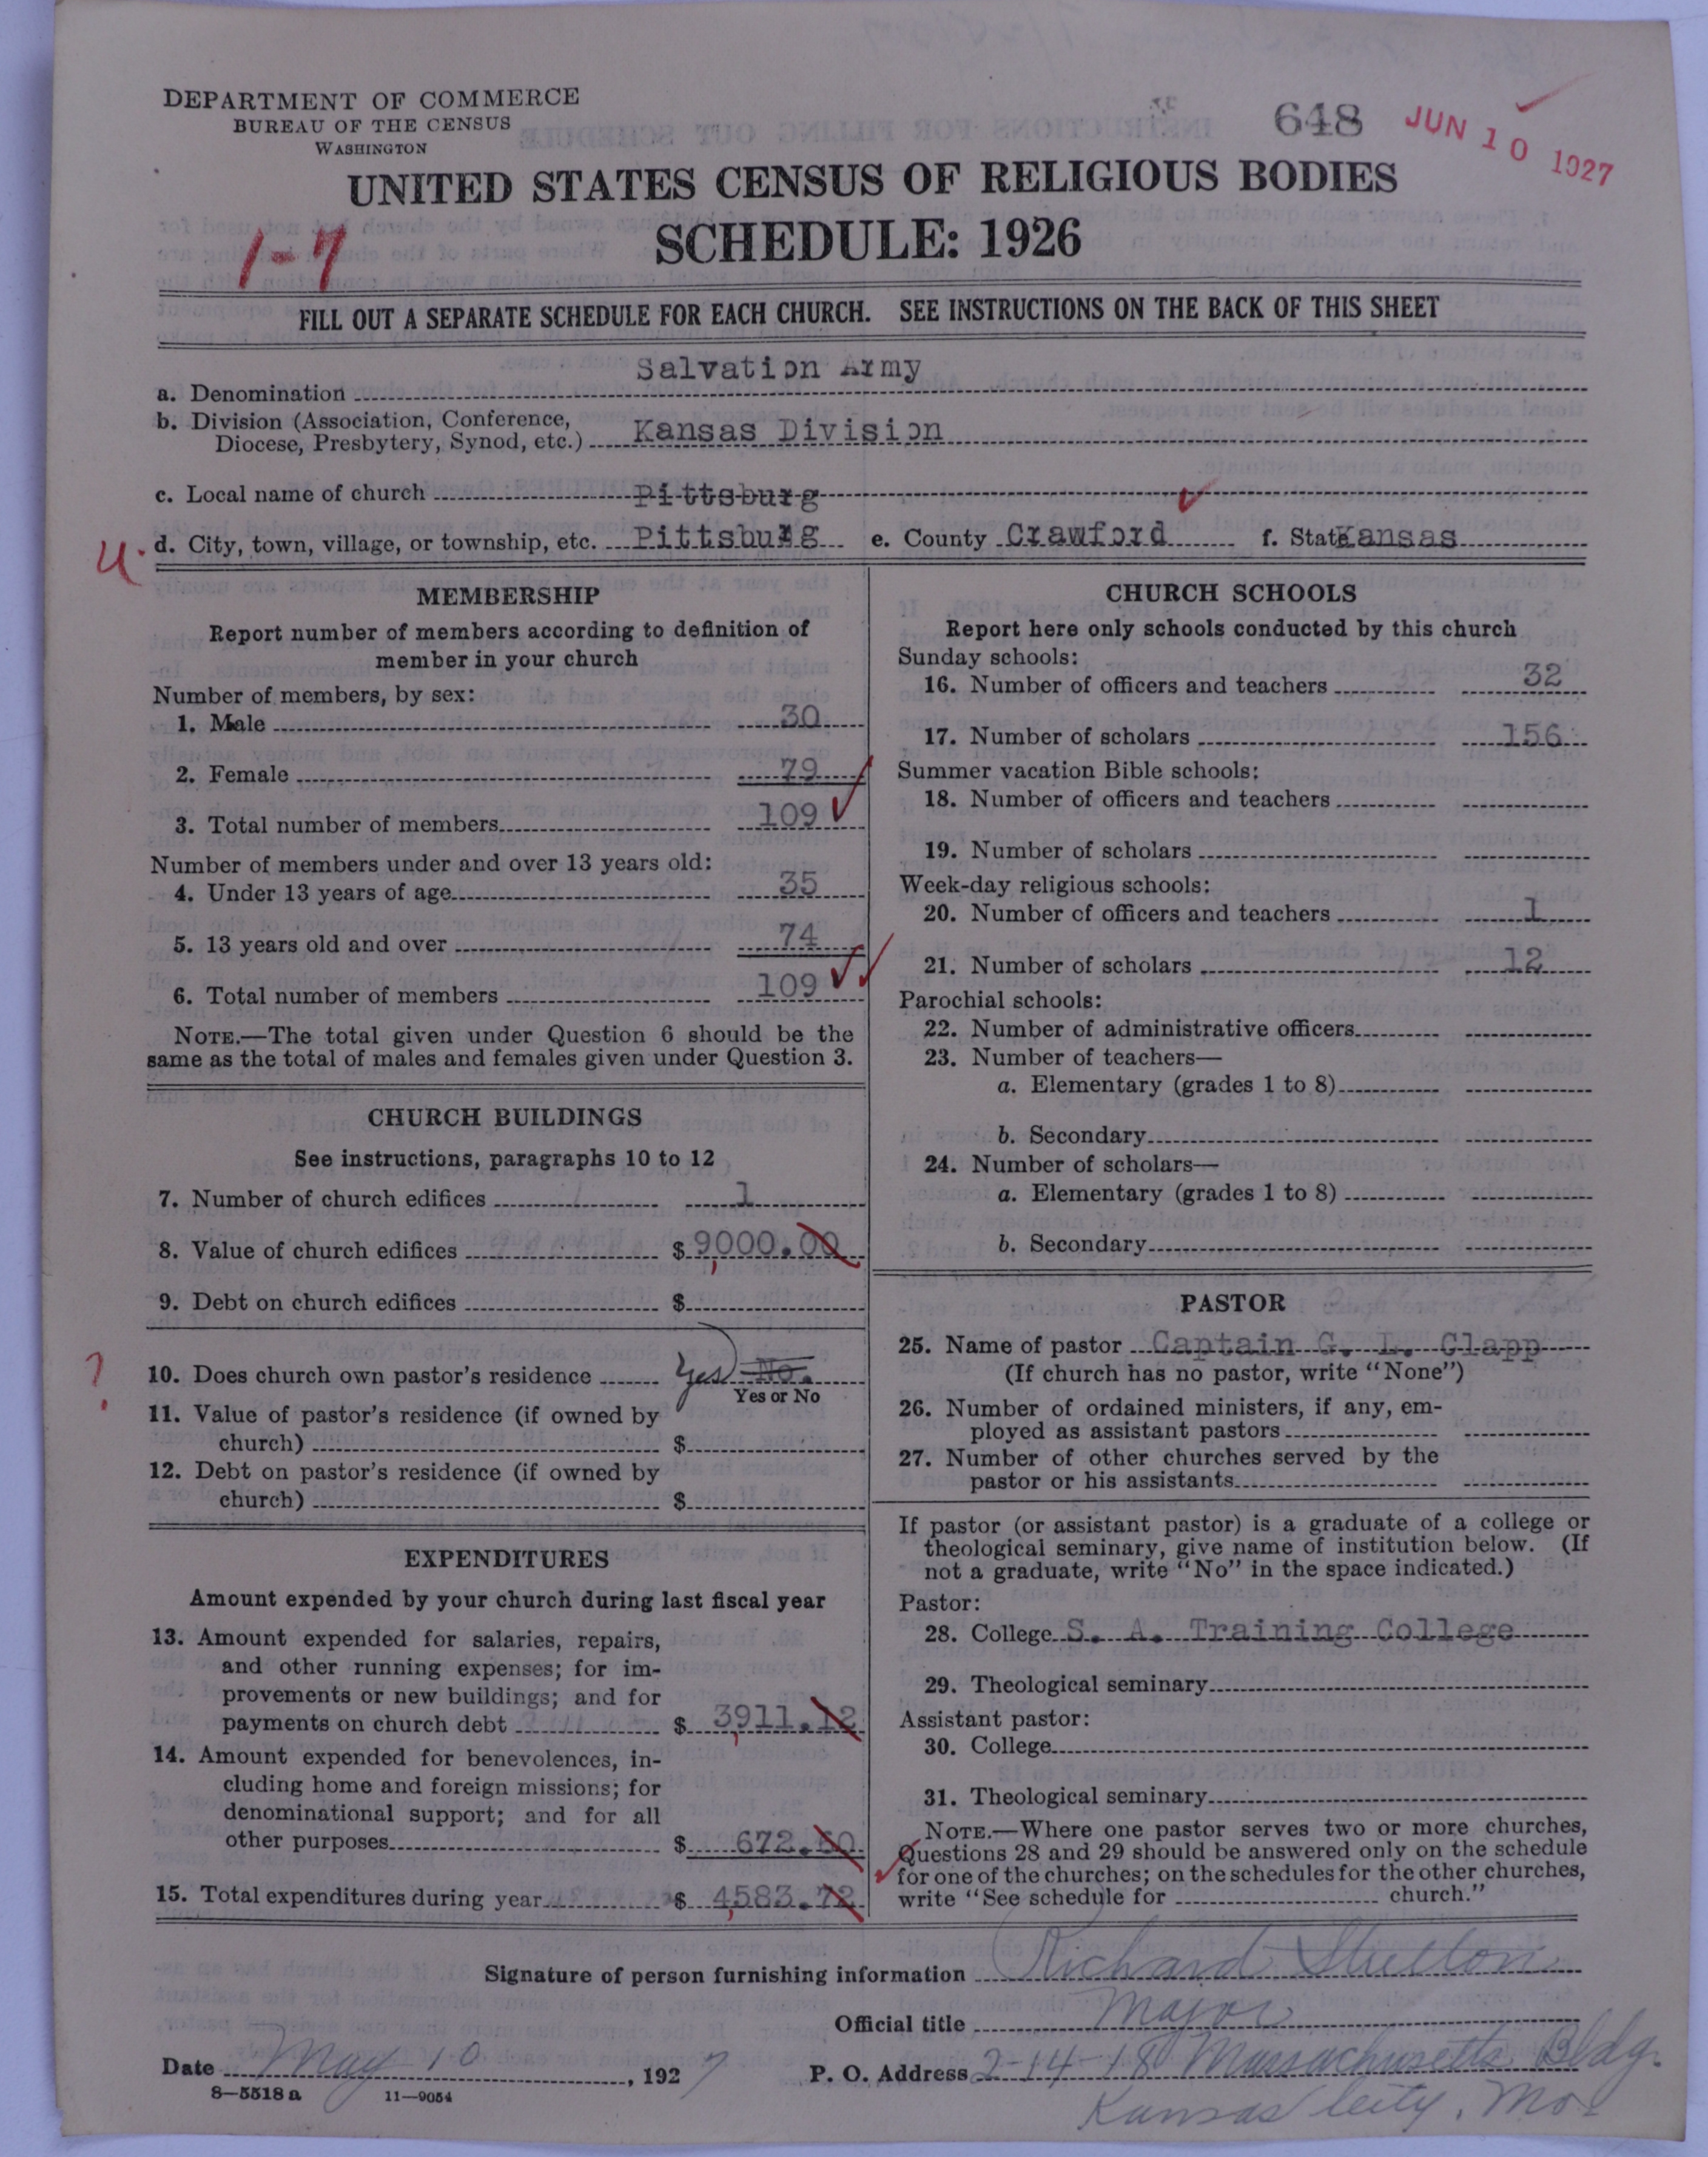 DEPARTMENT OF COMMERCE
BUREAU OF THE CENSUS
WASHINGTON
648
JUN 10 1927
UNITED STATES CENSUS OF RELIGIOUS BODIES
SCHEDULE: 1926
1-7
FILL OUT A SEPARATE SCHEDULE FOR EACH CHURCH. SEE INSTRUCTIONS ON THE BACK OF THIS SHEET
a. Denomination Salvation Army
b. Division (Association, Conference,
Diocese, Presbytery, Synod, etc.) Kansas Division
c. Local name of church Pittsburg
U. d. City, town, village, or township, etc. Pittsburg e. County Crawford f. State Kansas
MEMBERSHIP
Report number of members according to definition of
member in your church
Number of members, by sex:
1. Male 30
2. Female 79
3. Total number of members 109
Number of members under and over 13 years old:
4. Under 13 years of age 35
5. 13 years old and over 74
6. Total number of members 109
NOTE.—The total given under Question 6 should be the
same as the total of males and females given under Question 3.
CHURCH BUILDINGS
See instructions, paragraphs 10 to 12
7. Number of church edifices 1
8. Value of church edifices $9,000.00
9. Debt on church edifices $
? 10. Does church own pastor's residence Yes No.
Yes or No
11. Value of pastor's residence (if owned by
church) $
12. Debt on pastor's residence (if owned by
church) $
EXPENDITURES
Amount expended by your church during last fiscal year
13. Amount expended for salaries, repairs,
and other running expenses; for im-
provements or new buildings; and for
payments on church debt $ 3,911.12
14. Amount expended for benevolences, in-
cluding home and foreign missions; for
denominational support; and for all
other purposes $ 672.60
15. Total expenditures during year $ 4,583.72
CHURCH SCHOOLS
Report here only schools conducted by this church
Sunday schools:
16. Number of officers and teachers 32
17. Number of scholars 156
Summer vacation Bible schools:
18. Number of officers and teachers
19. Number of scholars
Week-day religious schools:
20. Number of officers and teachers 1
21. Number of scholars 12
Parochial schools:
22. Number of administrative officers
23. Number of teachers—
a. Elementary (grades 1 to 8)
b. Secondary
24. Number of scholars—
a. Elementary (grades 1 to 8)
b. Secondary
PASTOR
25. Name of pastor Captain G. L. Clapp
(If church has no pastor, write "None")
26. Number of ordained ministers, if any, em-
ployed as assistant pastors
27. Number of other churches served by the
pastor or his assistants
If pastor (or assistant pastor) is a graduate of a college or
theological seminary, give name of institution below. (If
not a graduate, write "No" in the space indicated.)
Pastor:
28. College S. A. Training College
29. Theological seminary
Assistant pastor:
30. College
31. Theological seminary
NOTE.—Where one pastor serves two or more churches,
Questions 28 and 29 should be answered only on the schedule
for one of the churches; on the schedules for the other churches,
write "See schedule for church."
Signature of person furnishing information Richard
Official title Major
Date May 10, 1927 P. O. Address 2-14-18 Massachusetts Bldg.
8—5518 a 11—9054
Kansas City, Mo.